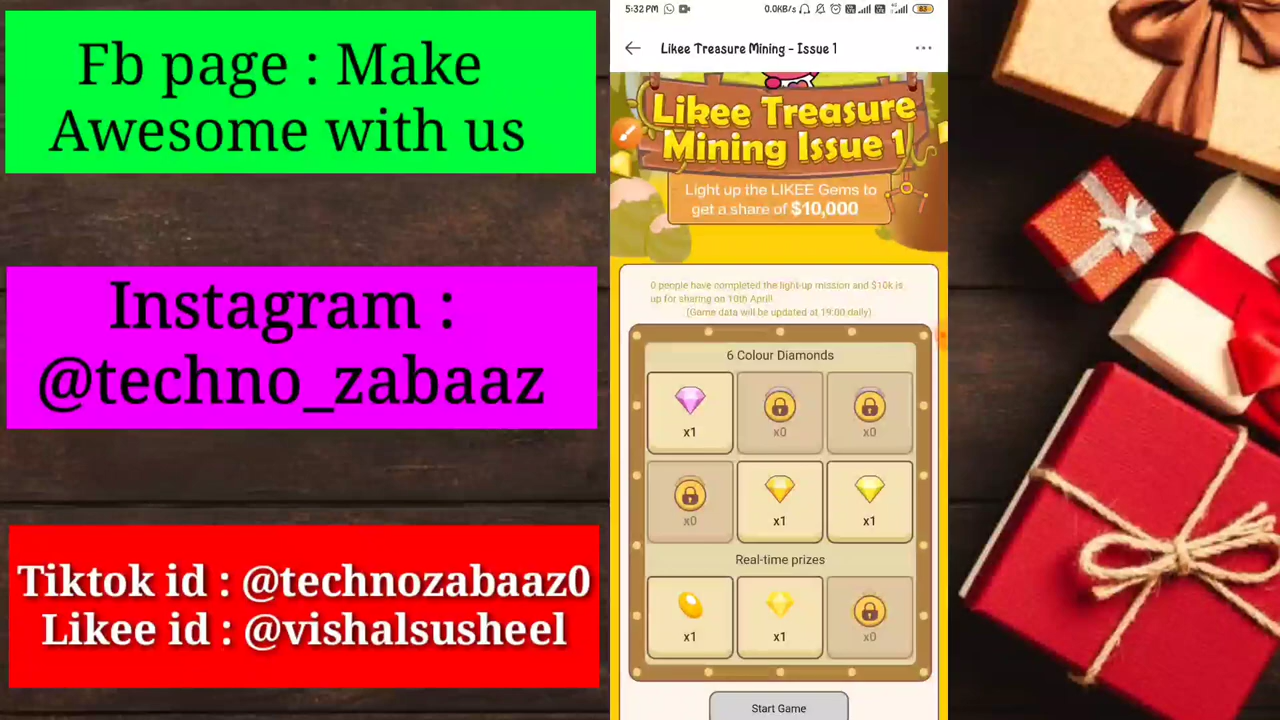 Fb page : Make
Awesome with us
Instagram :
@techno_zabaaz
Tiktok id : @technozabaaz0
Likee id : @vishalsusheel
5:32 PM
0.0KB/s
83
Likee Treasure Mining - Issue 1
Likee Treasure
Mining Issue 1
Light up the LIKEE Gems to
get a share of $10,000
0 people have completed the light-up mission and $10k is
up for sharing on 10th April!
(Game data will be updated at 19:00 daily)
6 Colour Diamonds
x1 x0 x0
x0 x1 x1
Real-time prizes
x1 x1 x0
Start Game